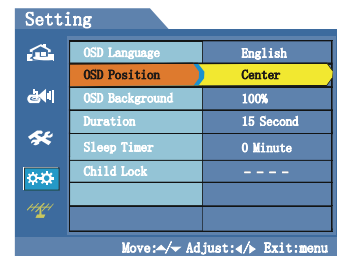 Setting
OSD Language English
OSD Position Center
OSD Background 100%
Duration 15 Second
Sleep Timer 0 Minute
Child Lock - - - -
Move:▲/▼ Adjust:◀/▶ Exit:menu